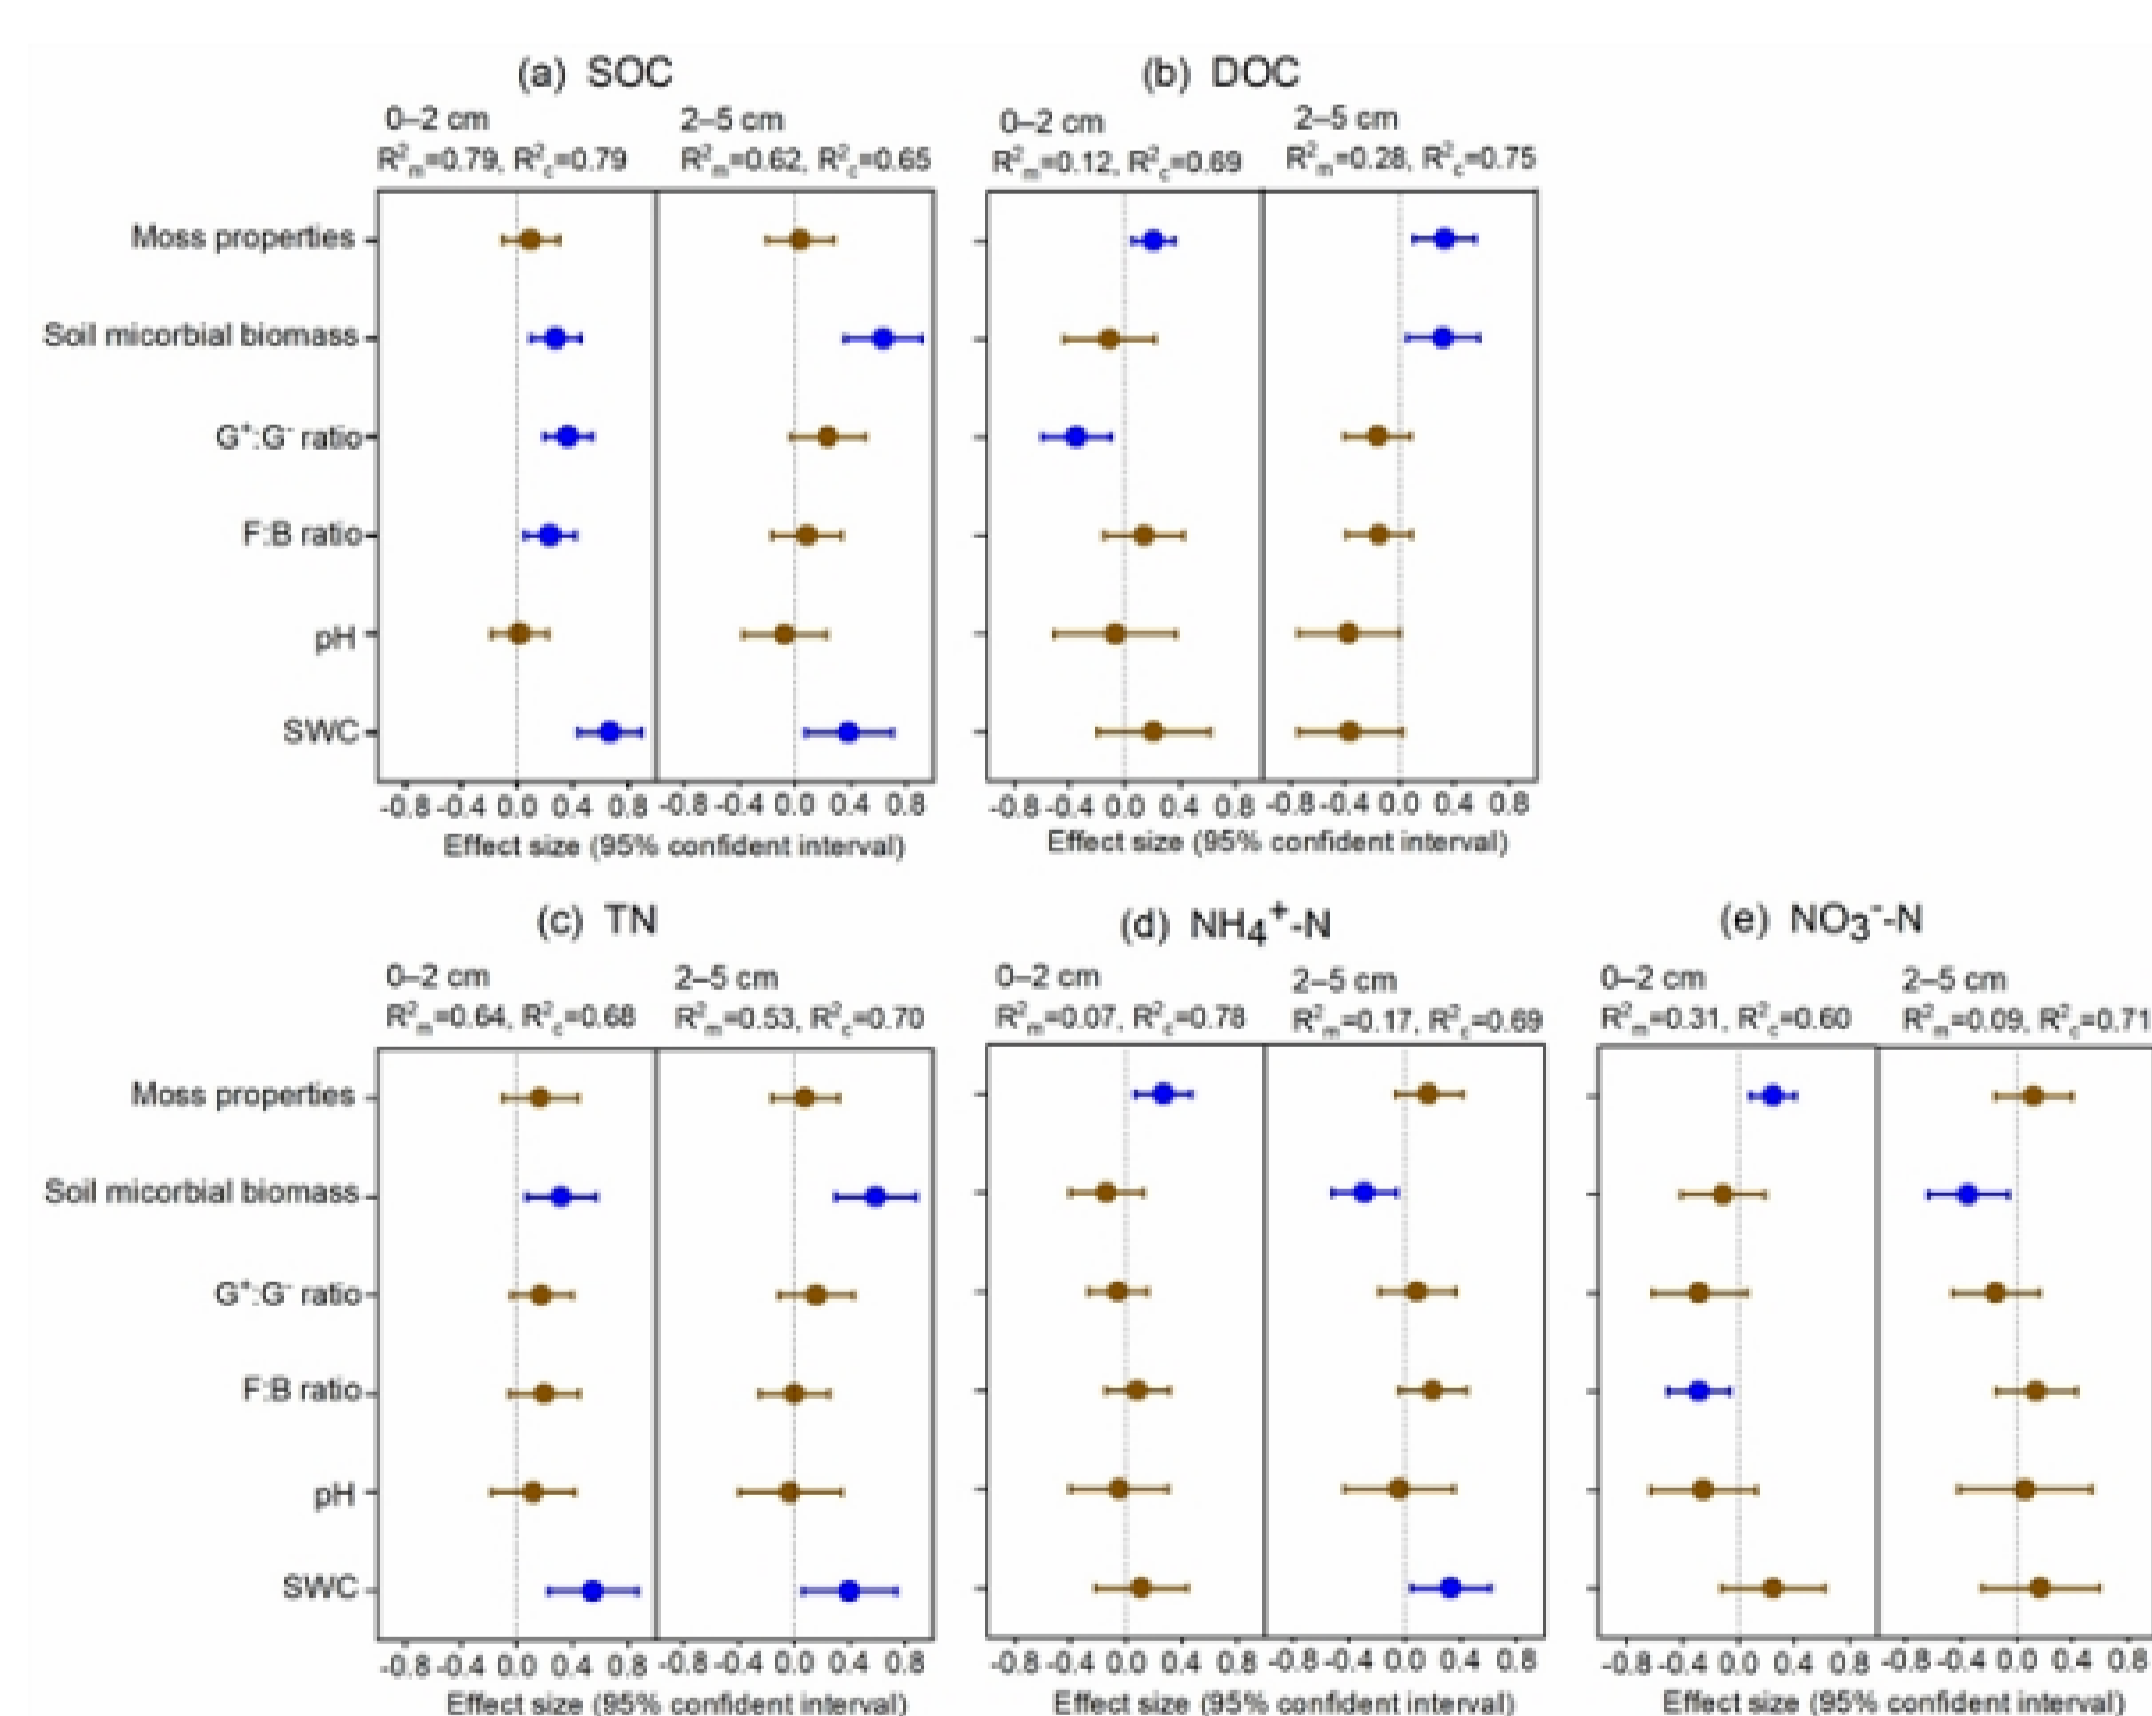 (a) SOC
0–2 cm
R²ₘ=0.79, R²c=0.79
2–5 cm
R²ₘ=0.62, R²c=0.65
(b) DOC
0–2 cm
R²ₘ=0.12, R²c=0.69
2–5 cm
R²ₘ=0.28, R²c=0.75
Moss properties
Soil micorbial biomass
G⁺:G⁻ ratio
F:B ratio
pH
SWC
-0.8 -0.4 0.0 0.4 0.8 -0.8 -0.4 0.0 0.4 0.8
Effect size (95% confident interval)
-0.8 -0.4 0.0 0.4 0.8 -0.8 -0.4 0.0 0.4 0.8
Effect size (95% confident interval)
(c) TN
0–2 cm
R²ₘ=0.64, R²c=0.68
2–5 cm
R²ₘ=0.53, R²c=0.70
(d) NH₄⁺-N
0–2 cm
R²ₘ=0.07, R²c=0.78
2–5 cm
R²ₘ=0.17, R²c=0.69
(e) NO₃⁻-N
0–2 cm
R²ₘ=0.31, R²c=0.60
2–5 cm
R²ₘ=0.09, R²c=0.71
Moss properties
Soil micorbial biomass
G⁺:G⁻ ratio
F:B ratio
pH
SWC
-0.8 -0.4 0.0 0.4 0.8 -0.8 -0.4 0.0 0.4 0.8
Effect size (95% confident interval)
-0.8 -0.4 0.0 0.4 0.8 -0.8 -0.4 0.0 0.4 0.8
Effect size (95% confident interval)
-0.8 -0.4 0.0 0.4 0.8 -0.8 -0.4 0.0 0.4 0.8
Effect size (95% confident interval)